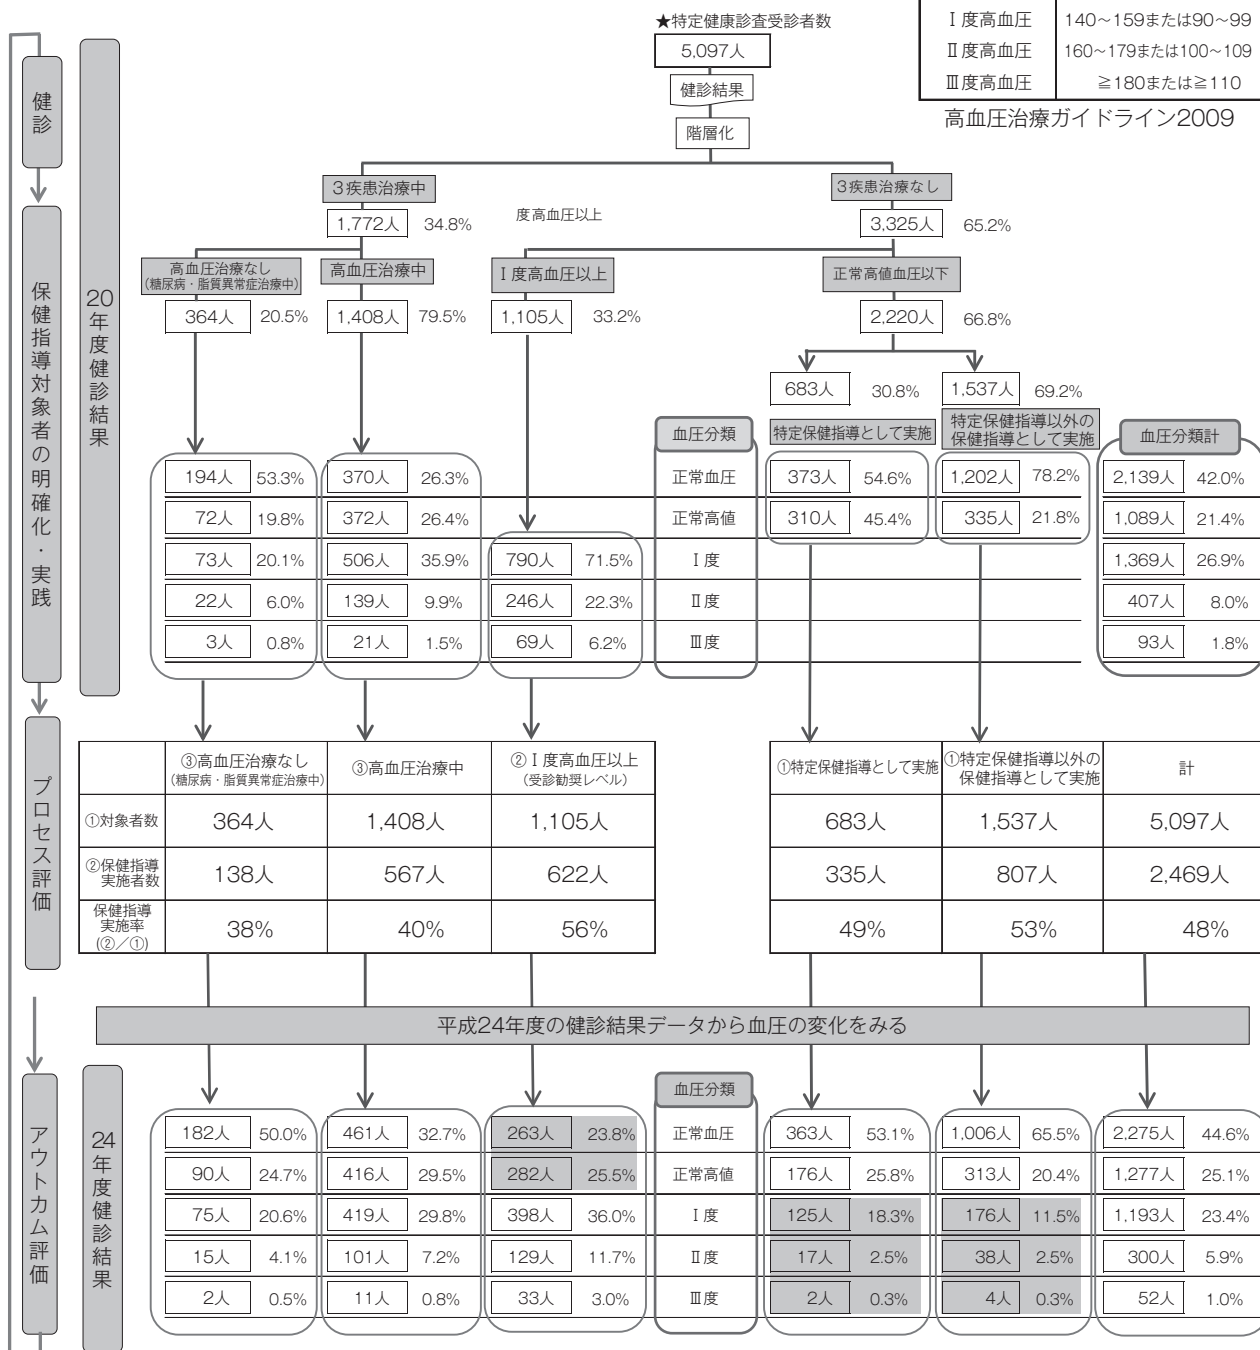 ★特定健康診査受診者数
5,097人
健診結果
階層化
Ⅰ度高血圧 140~159または90~99
Ⅱ度高血圧 160~179または100~109
Ⅲ度高血圧 ≧180または≧110
高血圧治療ガイドライン2009
健診
保健指導対象者の明確化・実践
プロセス評価
アウトカム評価
20年度健診結果
3疾患治療中
1,772人 34.8%
度高血圧以上
3疾患治療なし
3,325人 65.2%
高血圧治療なし
(糖尿病・脂質異常症治療中)
364人 20.5%
高血圧治療中
1,408人 79.5%
Ⅰ度高血圧以上
1,105人 33.2%
正常高値血圧以下
2,220人 66.8%
683人 30.8%
1,537人 69.2%
血圧分類
特定保健指導として実施
特定保健指導以外の
保健指導として実施
血圧分類計
194人 53.3% 370人 26.3% 正常血圧 373人 54.6% 1,202人 78.2% 2,139人 42.0%
72人 19.8% 372人 26.4% 正常高値 310人 45.4% 335人 21.8% 1,089人 21.4%
73人 20.1% 506人 35.9% 790人 71.5% Ⅰ度 1,369人 26.9%
22人 6.0% 139人 9.9% 246人 22.3% Ⅱ度 407人 8.0%
3人 0.8% 21人 1.5% 69人 6.2% Ⅲ度 93人 1.8%
③高血圧治療なし
(糖尿病・脂質異常症治療中)
③高血圧治療中
②Ⅰ度高血圧以上
(受診勧奨レベル)
①特定保健指導として実施
①特定保健指導以外の
保健指導として実施
計
①対象者数 364人 1,408人 1,105人 683人 1,537人 5,097人
②保健指導
実施者数
138人 567人 622人 335人 807人 2,469人
保健指導
実施率
(②/①)
38% 40% 56% 49% 53% 48%
平成24年度の健診結果データから血圧の変化をみる
24年度健診結果
血圧分類
182人 50.0% 461人 32.7% 263人 23.8% 正常血圧 363人 53.1% 1,006人 65.5% 2,275人 44.6%
90人 24.7% 416人 29.5% 282人 25.5% 正常高値 176人 25.8% 313人 20.4% 1,277人 25.1%
75人 20.6% 419人 29.8% 398人 36.0% Ⅰ度 125人 18.3% 176人 11.5% 1,193人 23.4%
15人 4.1% 101人 7.2% 129人 11.7% Ⅱ度 17人 2.5% 38人 2.5% 300人 5.9%
2人 0.5% 11人 0.8% 33人 3.0% Ⅲ度 2人 0.3% 4人 0.3% 52人 1.0%